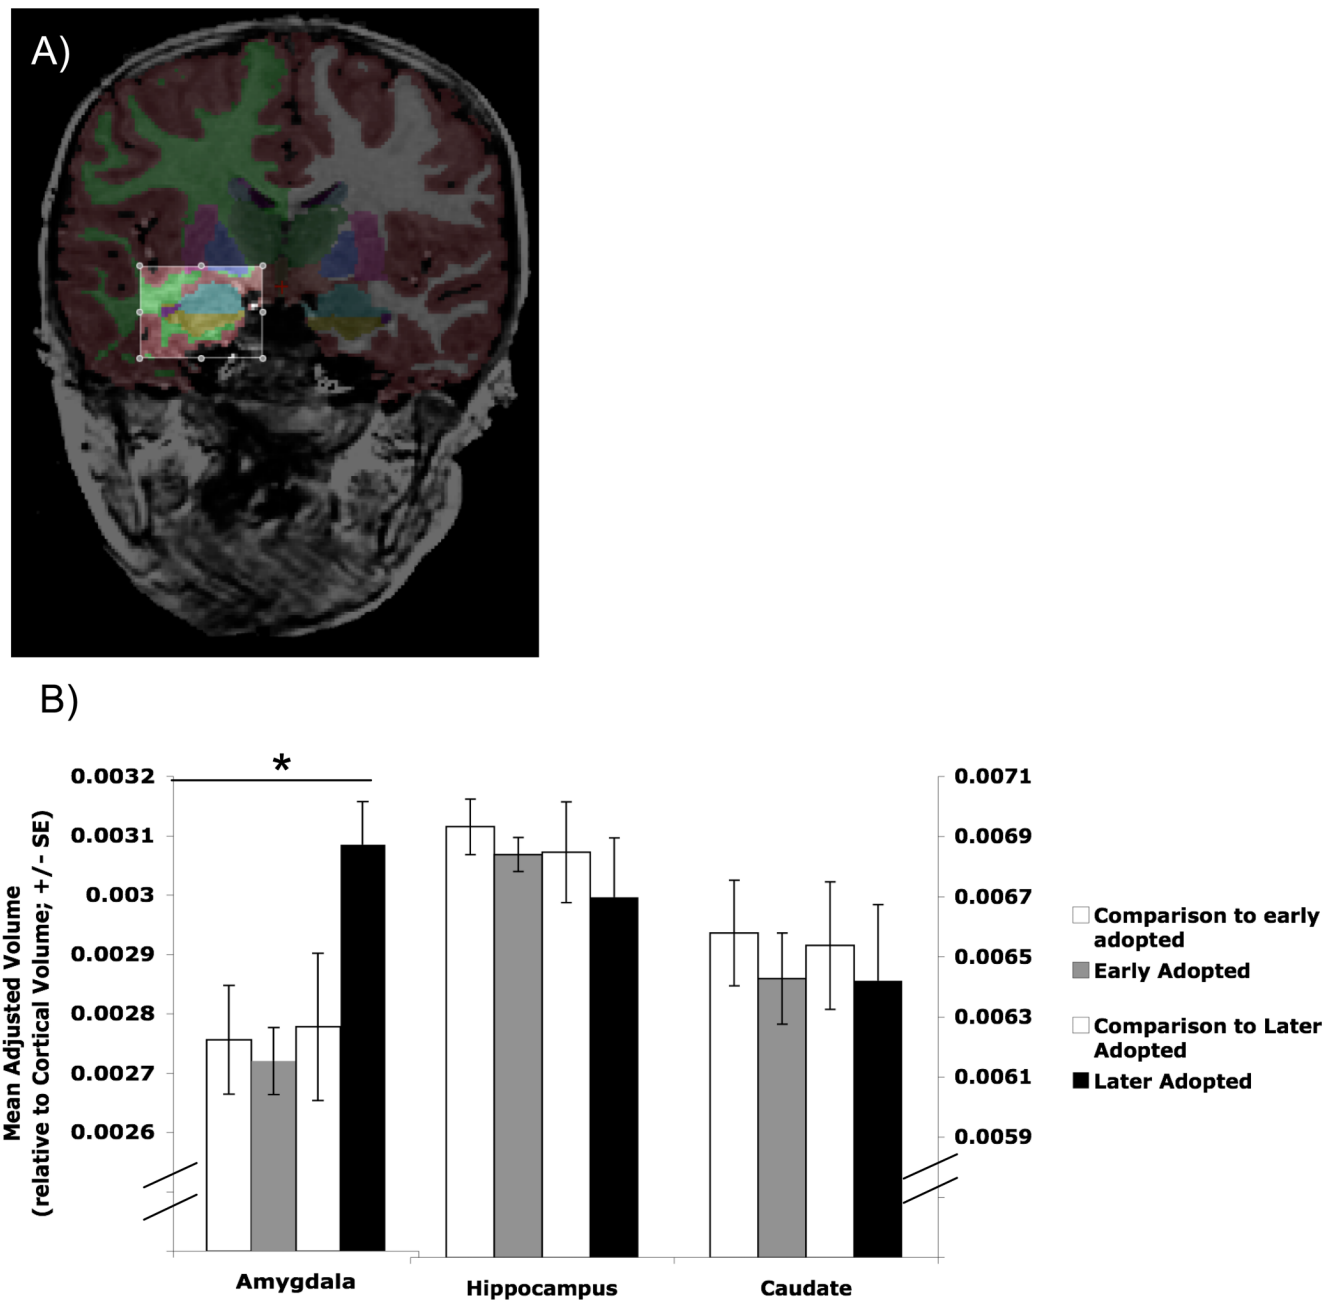 A)
B)
*
Mean Adjusted Volume
(relative to Cortical Volume; +/- SE)
0.0032
0.0031
0.003
0.0029
0.0028
0.0027
0.0026
0.0071
0.0069
0.0067
0.0065
0.0063
0.0061
0.0059
Amygdala
Hippocampus
Caudate
Comparison to early
adopted
Early Adopted
Comparison to Later
Adopted
Later Adopted